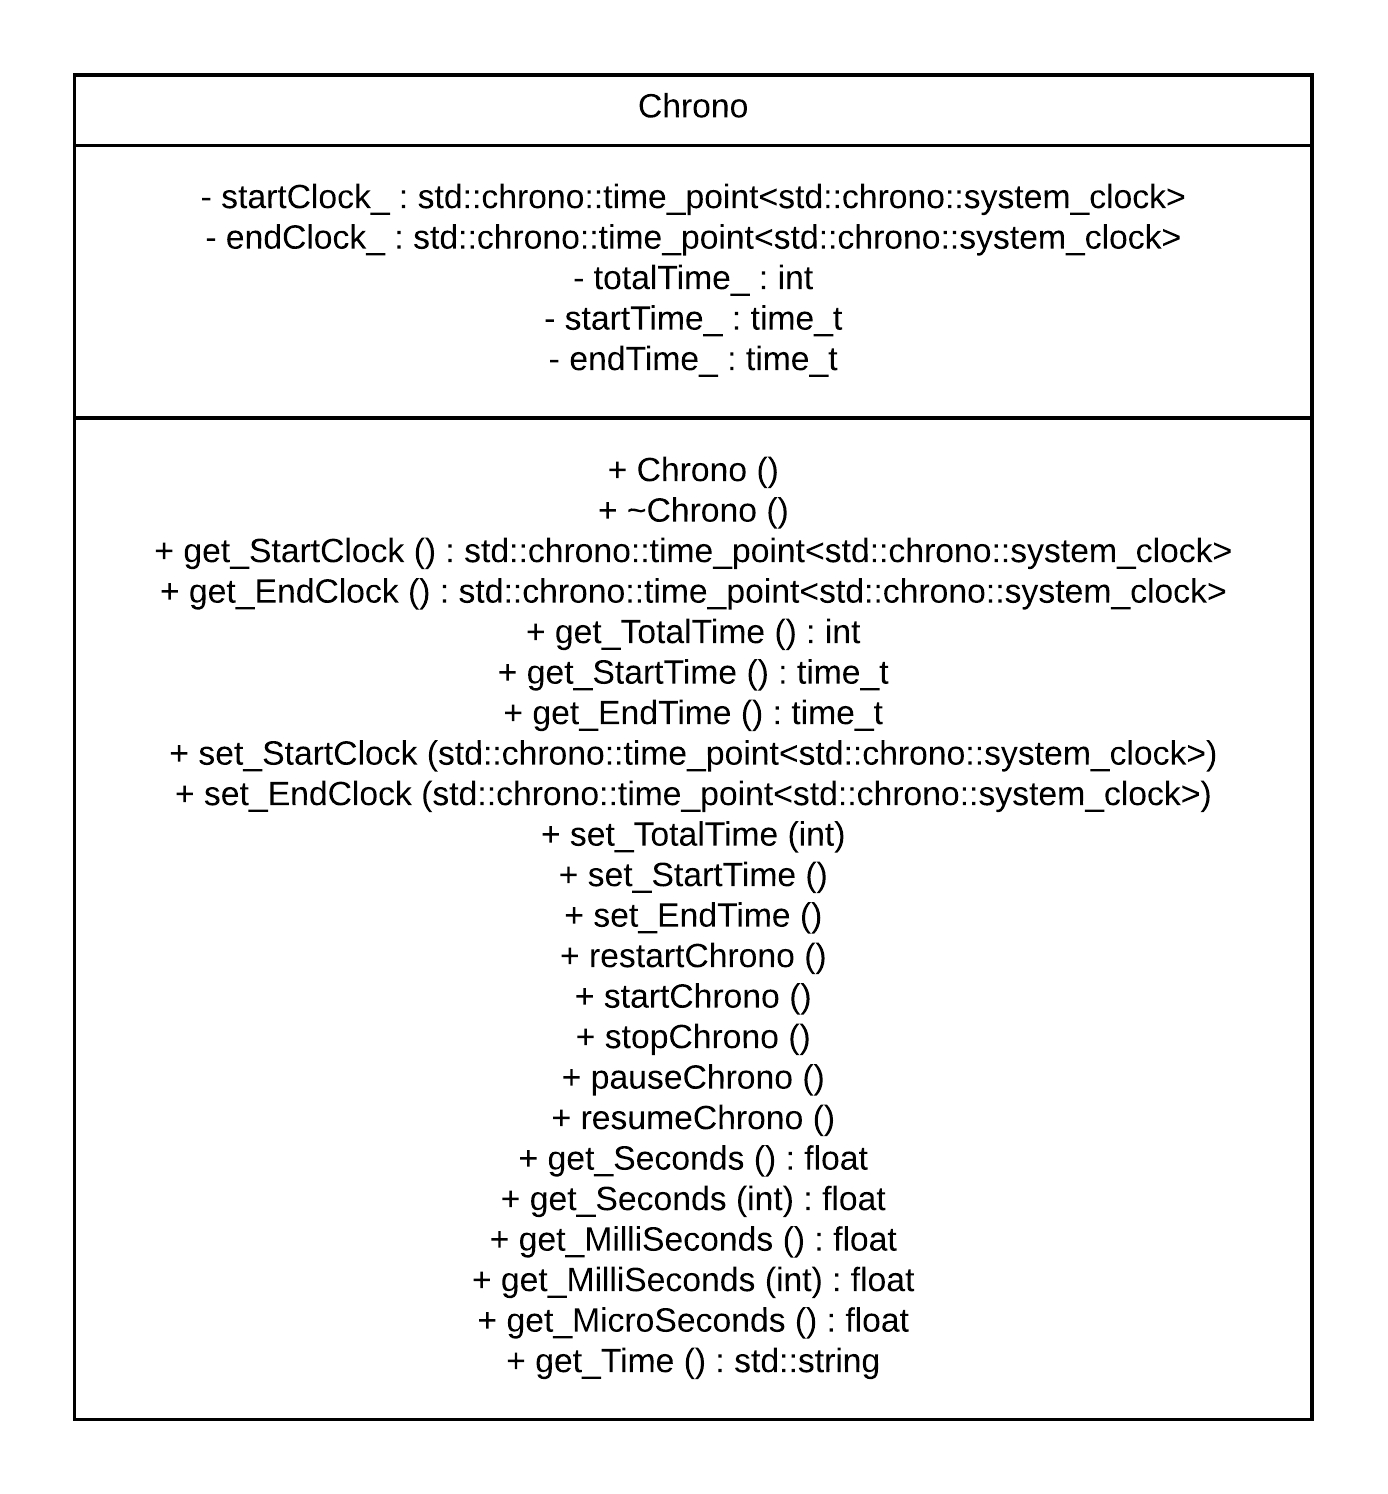 Chrono
- startClock_ : std::chrono::time_point<std::chrono::system_clock>
- endClock_ : std::chrono::time_point<std::chrono::system_clock>
- totalTime_ : int
- startTime_ : time_t
- endTime_ : time_t
+ Chrono ()
+ ~Chrono ()
+ get_StartClock () : std::chrono::time_point<std::chrono::system_clock>
+ get_EndClock () : std::chrono::time_point<std::chrono::system_clock>
+ get_TotalTime () : int
+ get_StartTime () : time_t
+ get_EndTime () : time_t
+ set_StartClock (std::chrono::time_point<std::chrono::system_clock>)
+ set_EndClock (std::chrono::time_point<std::chrono::system_clock>)
+ set_TotalTime (int)
+ set_StartTime ()
+ set_EndTime ()
+ restartChrono ()
+ startChrono ()
+ stopChrono ()
+ pauseChrono ()
+ resumeChrono ()
+ get_Seconds () : float
+ get_Seconds (int) : float
+ get_MilliSeconds () : float
+ get_MilliSeconds (int) : float
+ get_MicroSeconds () : float
+ get_Time () : std::string